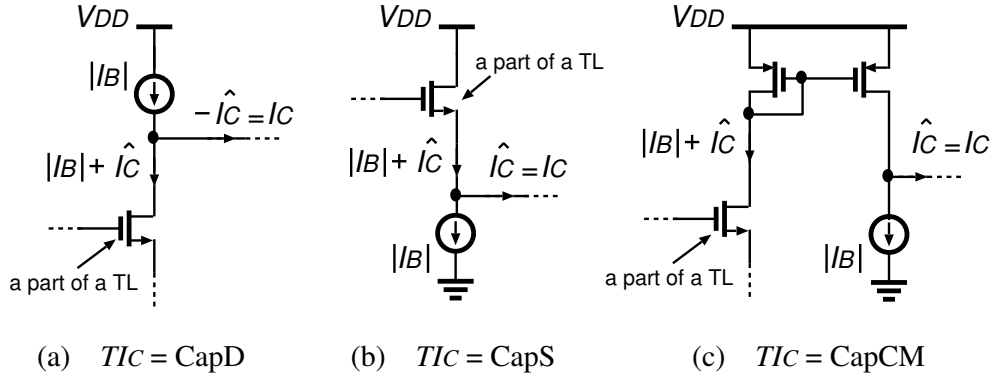 VDD
|IB|
−ÎC = IC
|IB| + ÎC
a part of a TL
(a) TIC = CapD
VDD
a part of a TL
|IB| + ÎC
ÎC = IC
|IB|
(b) TIC = CapS
VDD
|IB| + ÎC
ÎC = IC
a part of a TL
|IB|
(c) TIC = CapCM